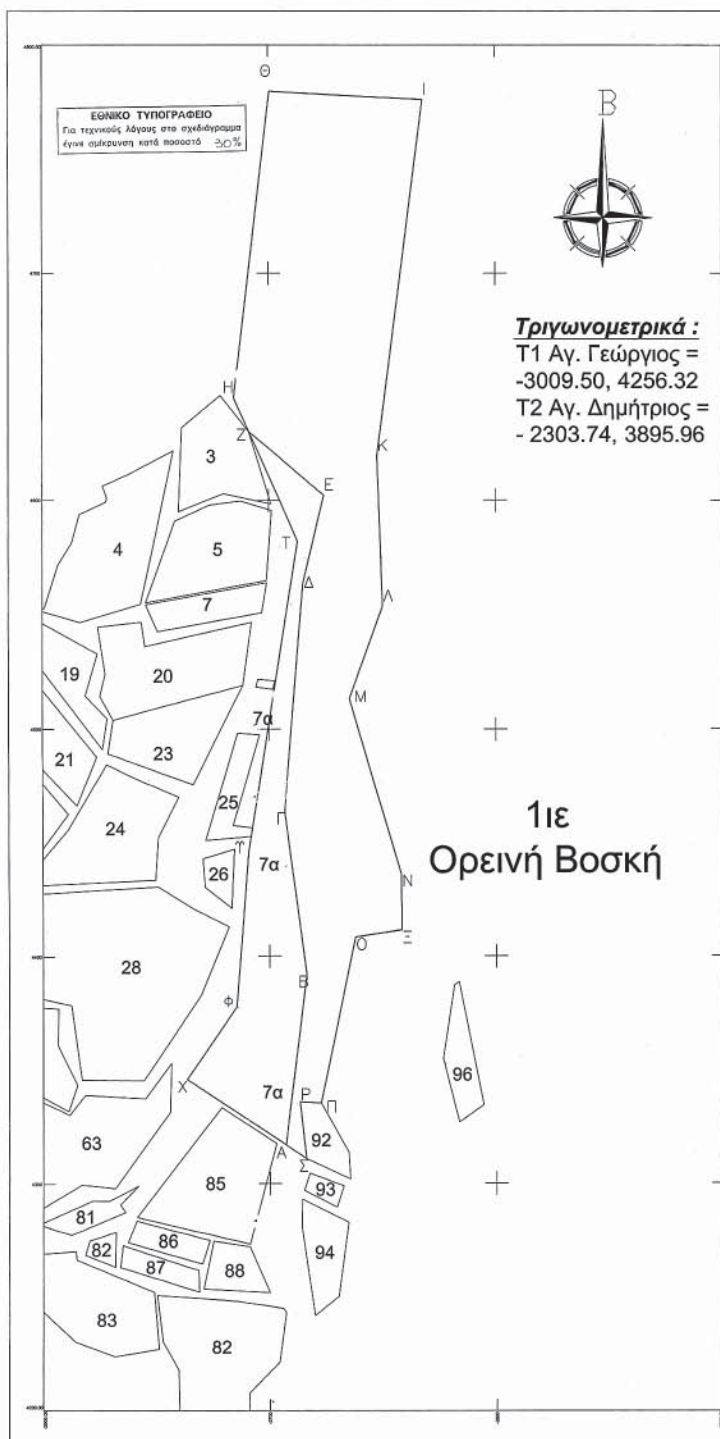 4800.00
Θ
Ι
Β
ΕΘΝΙΚΟ ΤΥΠΟΓΡΑΦΕΙΟ
Για τεχνικούς λόγους στο σχεδιάγραμμα
έγινε σμίκρυνση κατά ποσοστό 30%
4700
Τριγωνομετρικά :
Τ1 Αγ. Γεώργιος =
-3009.50, 4256.32
Τ2 Αγ. Δημήτριος =
- 2303.74, 3895.96
Η
Ζ
Κ
3
Ε
4
5
Τ
Δ
7
Λ
19
20
Μ
7α
21
23
25
Γ
24
1ιε
Ορεινή Βοσκή
Υ
7α
26
Ν
Ξ
Ο
28
Β
Φ
96
Χ
7α
Ρ
Π
63
92
Α
Σ
85
93
81
86
94
82
87
88
83
82